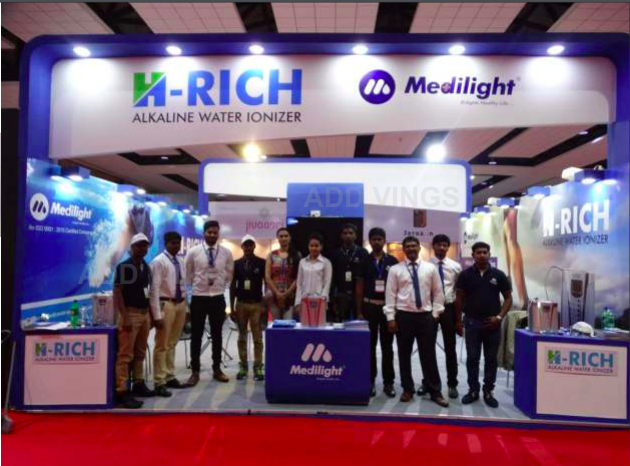 H-RICH
ALKALINE WATER IONIZER
Medilight
ADD VINGS
Medilight
An ISO 9001 : 2015 Certified Company
H-RICH
H-RICH
ALKALINE WATER IONIZER
H-RICH
ALKALINE WATER IONIZER
Medilight
H-RICH
ALKALINE WATER IONIZER